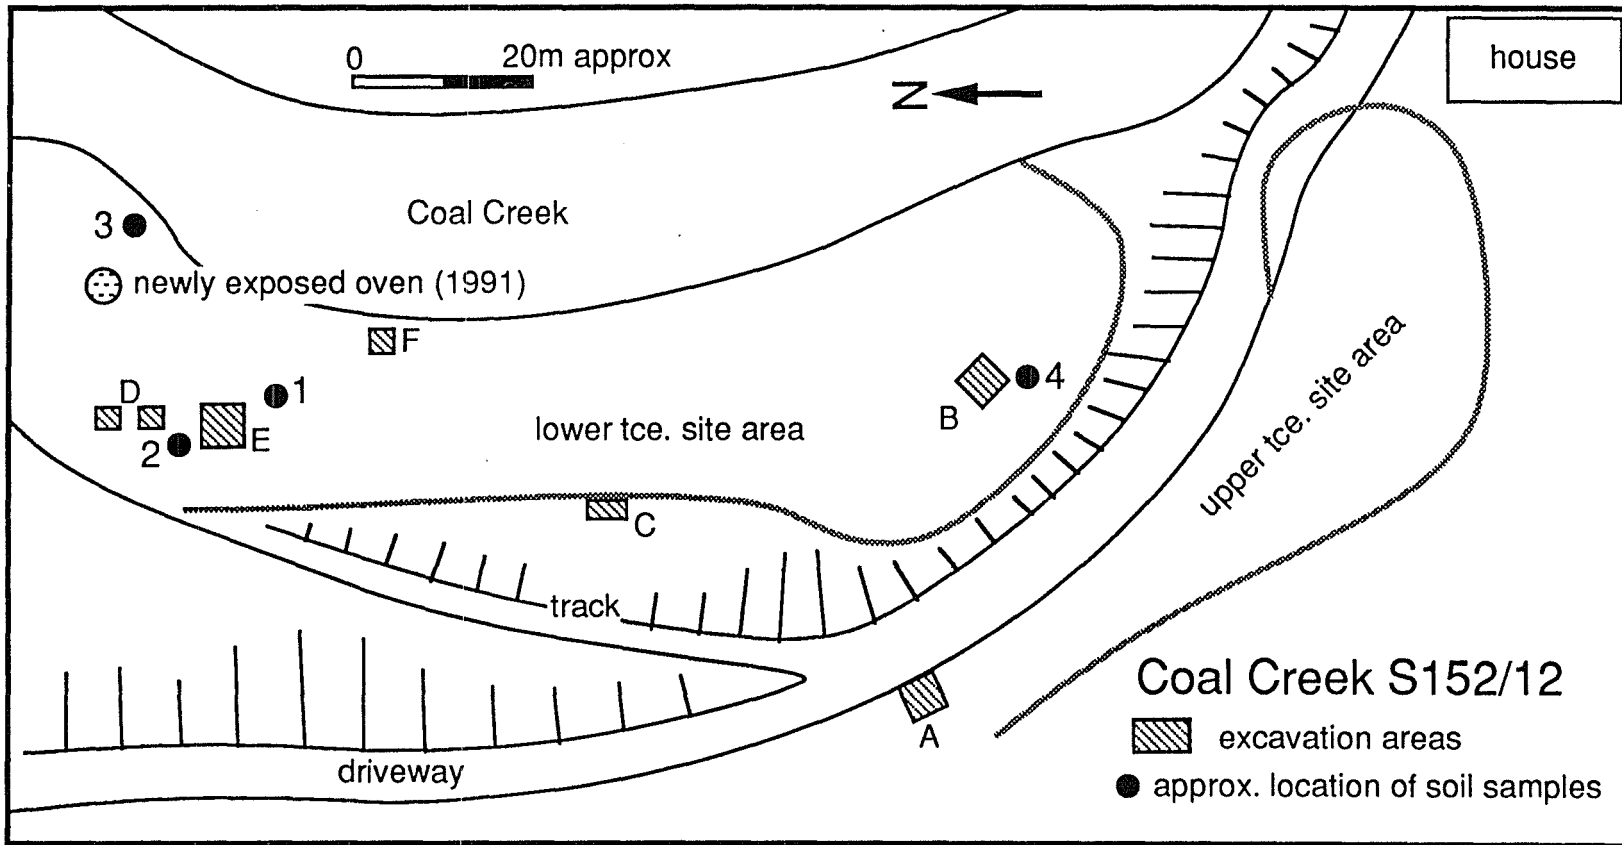 0 20m approx
N
house
Coal Creek
3
newly exposed oven (1991)
F
D
1
2
E
lower tce. site area
B
4
C
upper tce. site area
track
A
driveway
Coal Creek S152/12
excavation areas
approx. location of soil samples